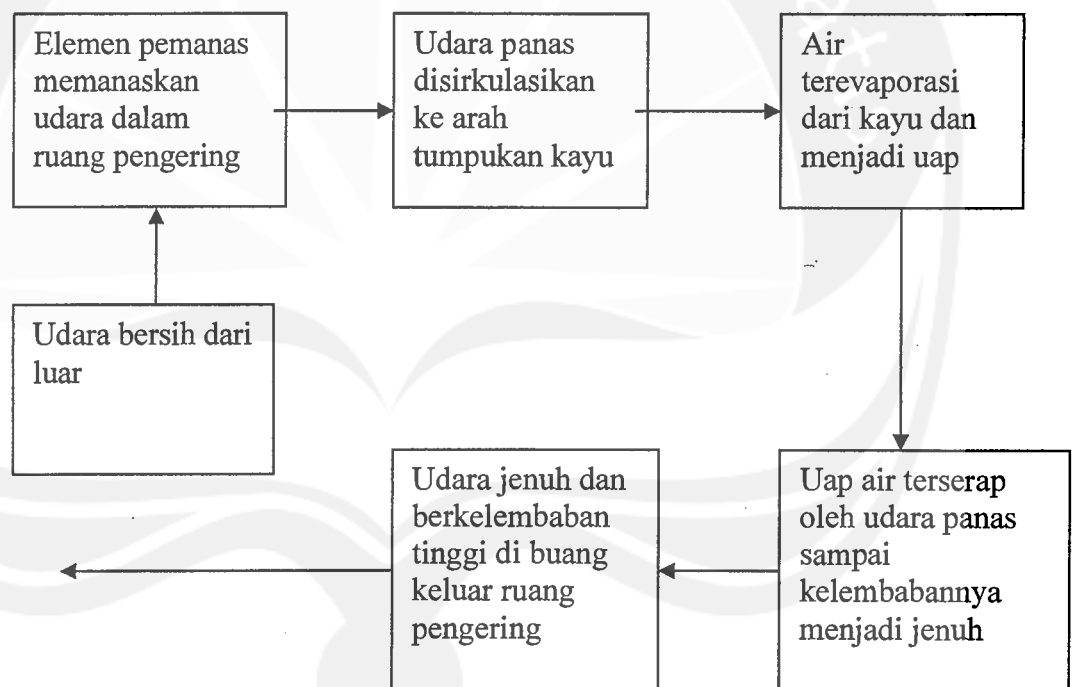 Elemen pemanas
memanaskan
udara dalam
ruang pengering
Udara panas
disirkulasikan
ke arah
tumpukan kayu
Air
terevaporasi
dari kayu dan
menjadi uap
Udara bersih dari
luar
Udara jenuh dan
berkelembaban
tinggi di buang
keluar ruang
pengering
Uap air terserap
oleh udara panas
sampai
kelembabannya
menjadi jenuh